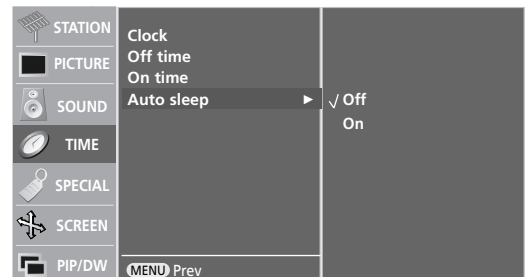 STATION
PICTURE
SOUND
TIME
SPECIAL
SCREEN
PIP/DW
Clock
Off time
On time
Auto sleep ►
√ Off
On
MENU Prev